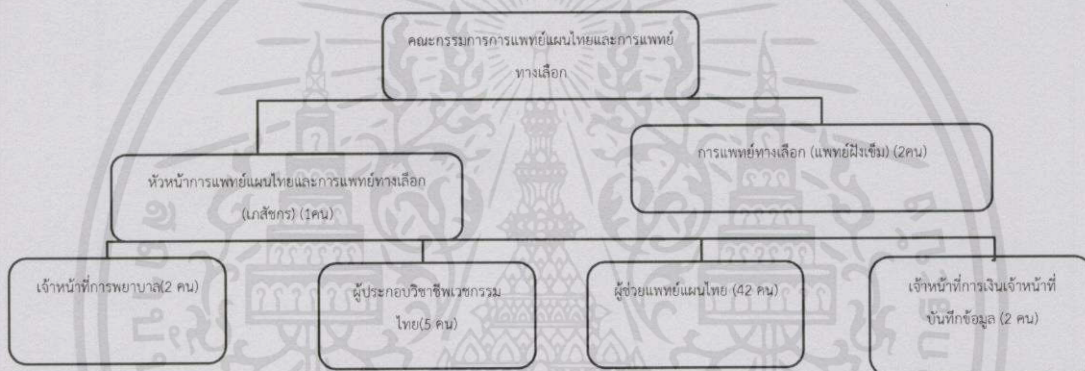 คณะกรรมการการแพทย์แผนไทยและการแพทย์
ทางเลือก
การแพทย์ทางเลือก (แพทย์ฝังเข็ม) (2คน)
หัวหน้าการแพทย์แผนไทยและการแพทย์ทางเลือก
(เภสัชกร) (1คน)
เจ้าหน้าที่การพยาบาล(2 คน)
ผู้ประกอบวิชาชีพเวชกรรม
ไทย(5 คน)
ผู้ช่วยแพทย์แผนไทย (42 คน)
เจ้าหน้าที่การเงินเจ้าหน้าที่
บันทึกข้อมูล (2 คน)